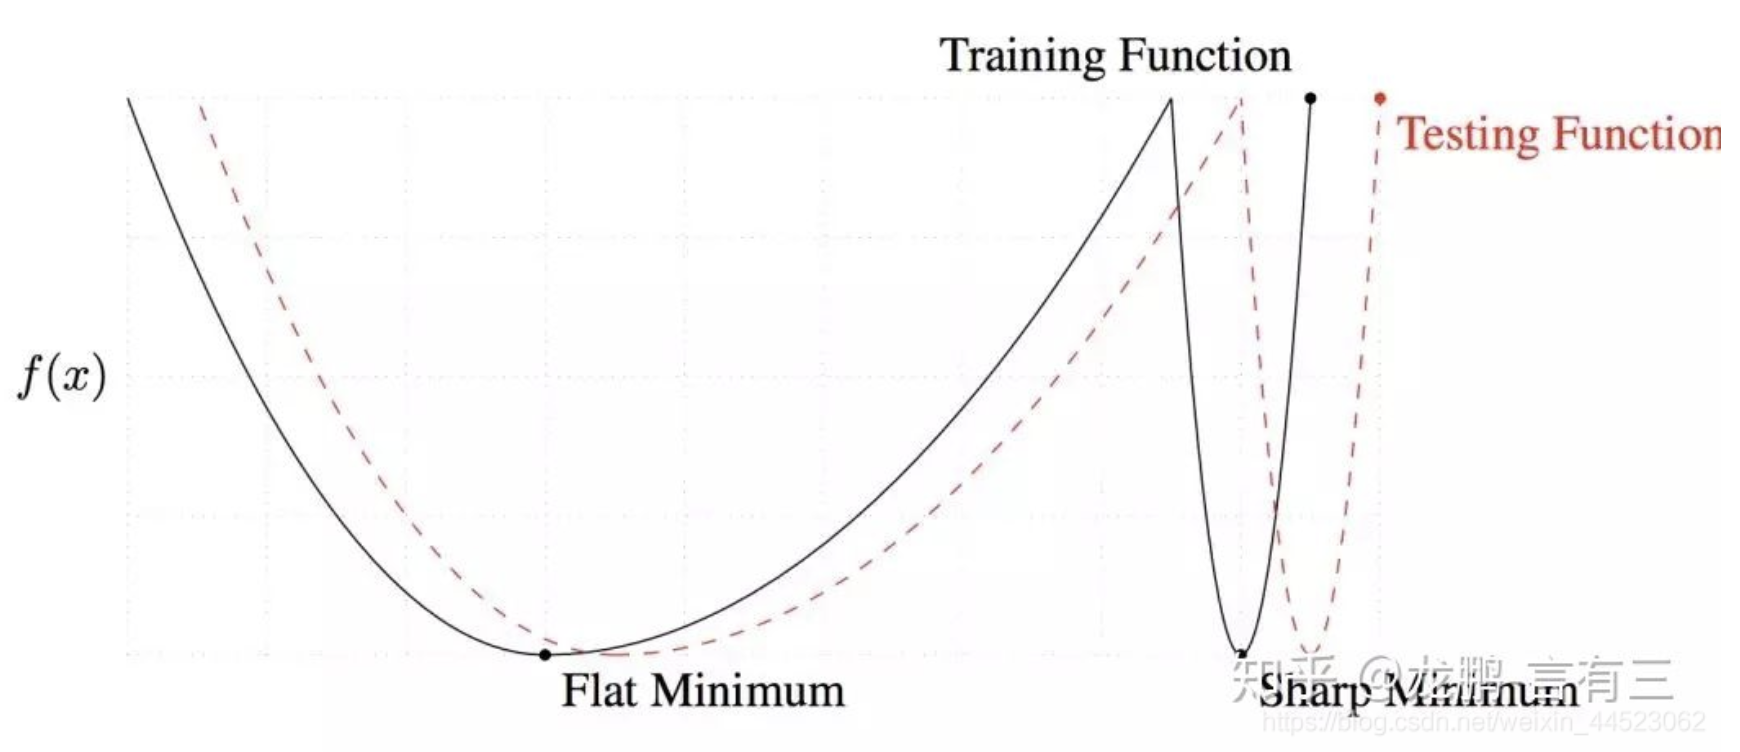 Training Function
Testing Function
f(x)
Flat Minimum
Sharp Minimum
知乎 @龙鹏-言有三
https://blog.csdn.net/weixin_44523062